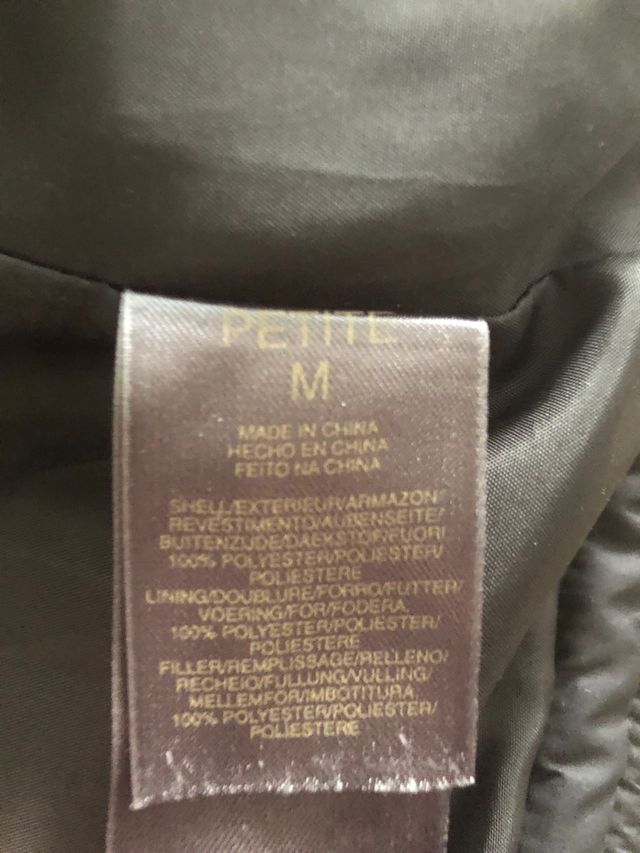 PETITE
M
MADE IN CHINA
HECHO EN CHINA
FEITO NA CHINA
SHELL/EXTERIEUR/ARMAZON/
REVESTIMENTO/AUßENSEITE/
BUITENZIJDE/DAEKSTOF/FUORI
100% POLYESTER/POLIESTER/
POLIESTERE
LINING/DOUBLURE/FORRO/FUTTER/
VOERING/FOR/FODERA
100% POLYESTER/POLIESTER/
POLIESTERE
FILLER/REMPLISSAGE/RELLENO/
RECHEIO/FULLUNG/VULLING/
MELLEMFOR/IMBOTITURA
100% POLYESTER/POLIESTER/
POLIESTERE